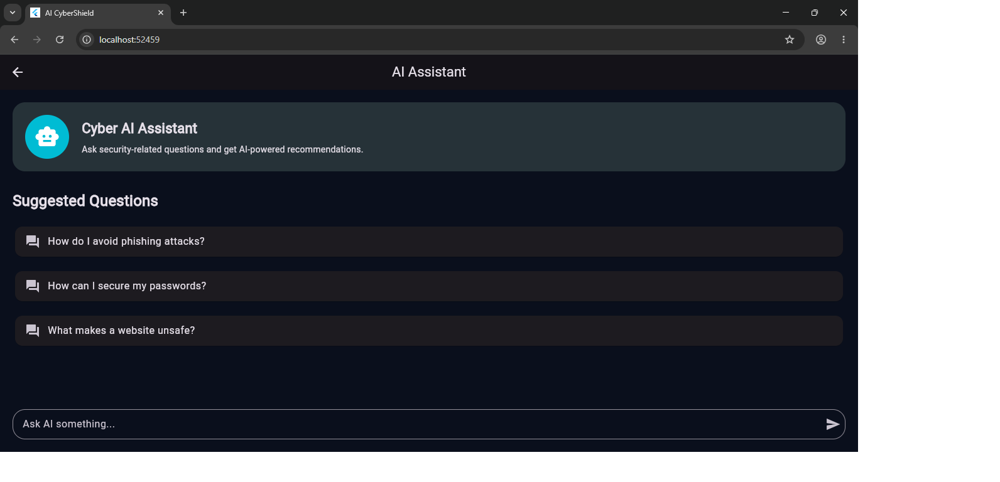 AI CyberShield
localhost:52459
AI Assistant
Cyber AI Assistant
Ask security-related questions and get AI-powered recommendations.
Suggested Questions
How do I avoid phishing attacks?
How can I secure my passwords?
What makes a website unsafe?
Ask AI something...